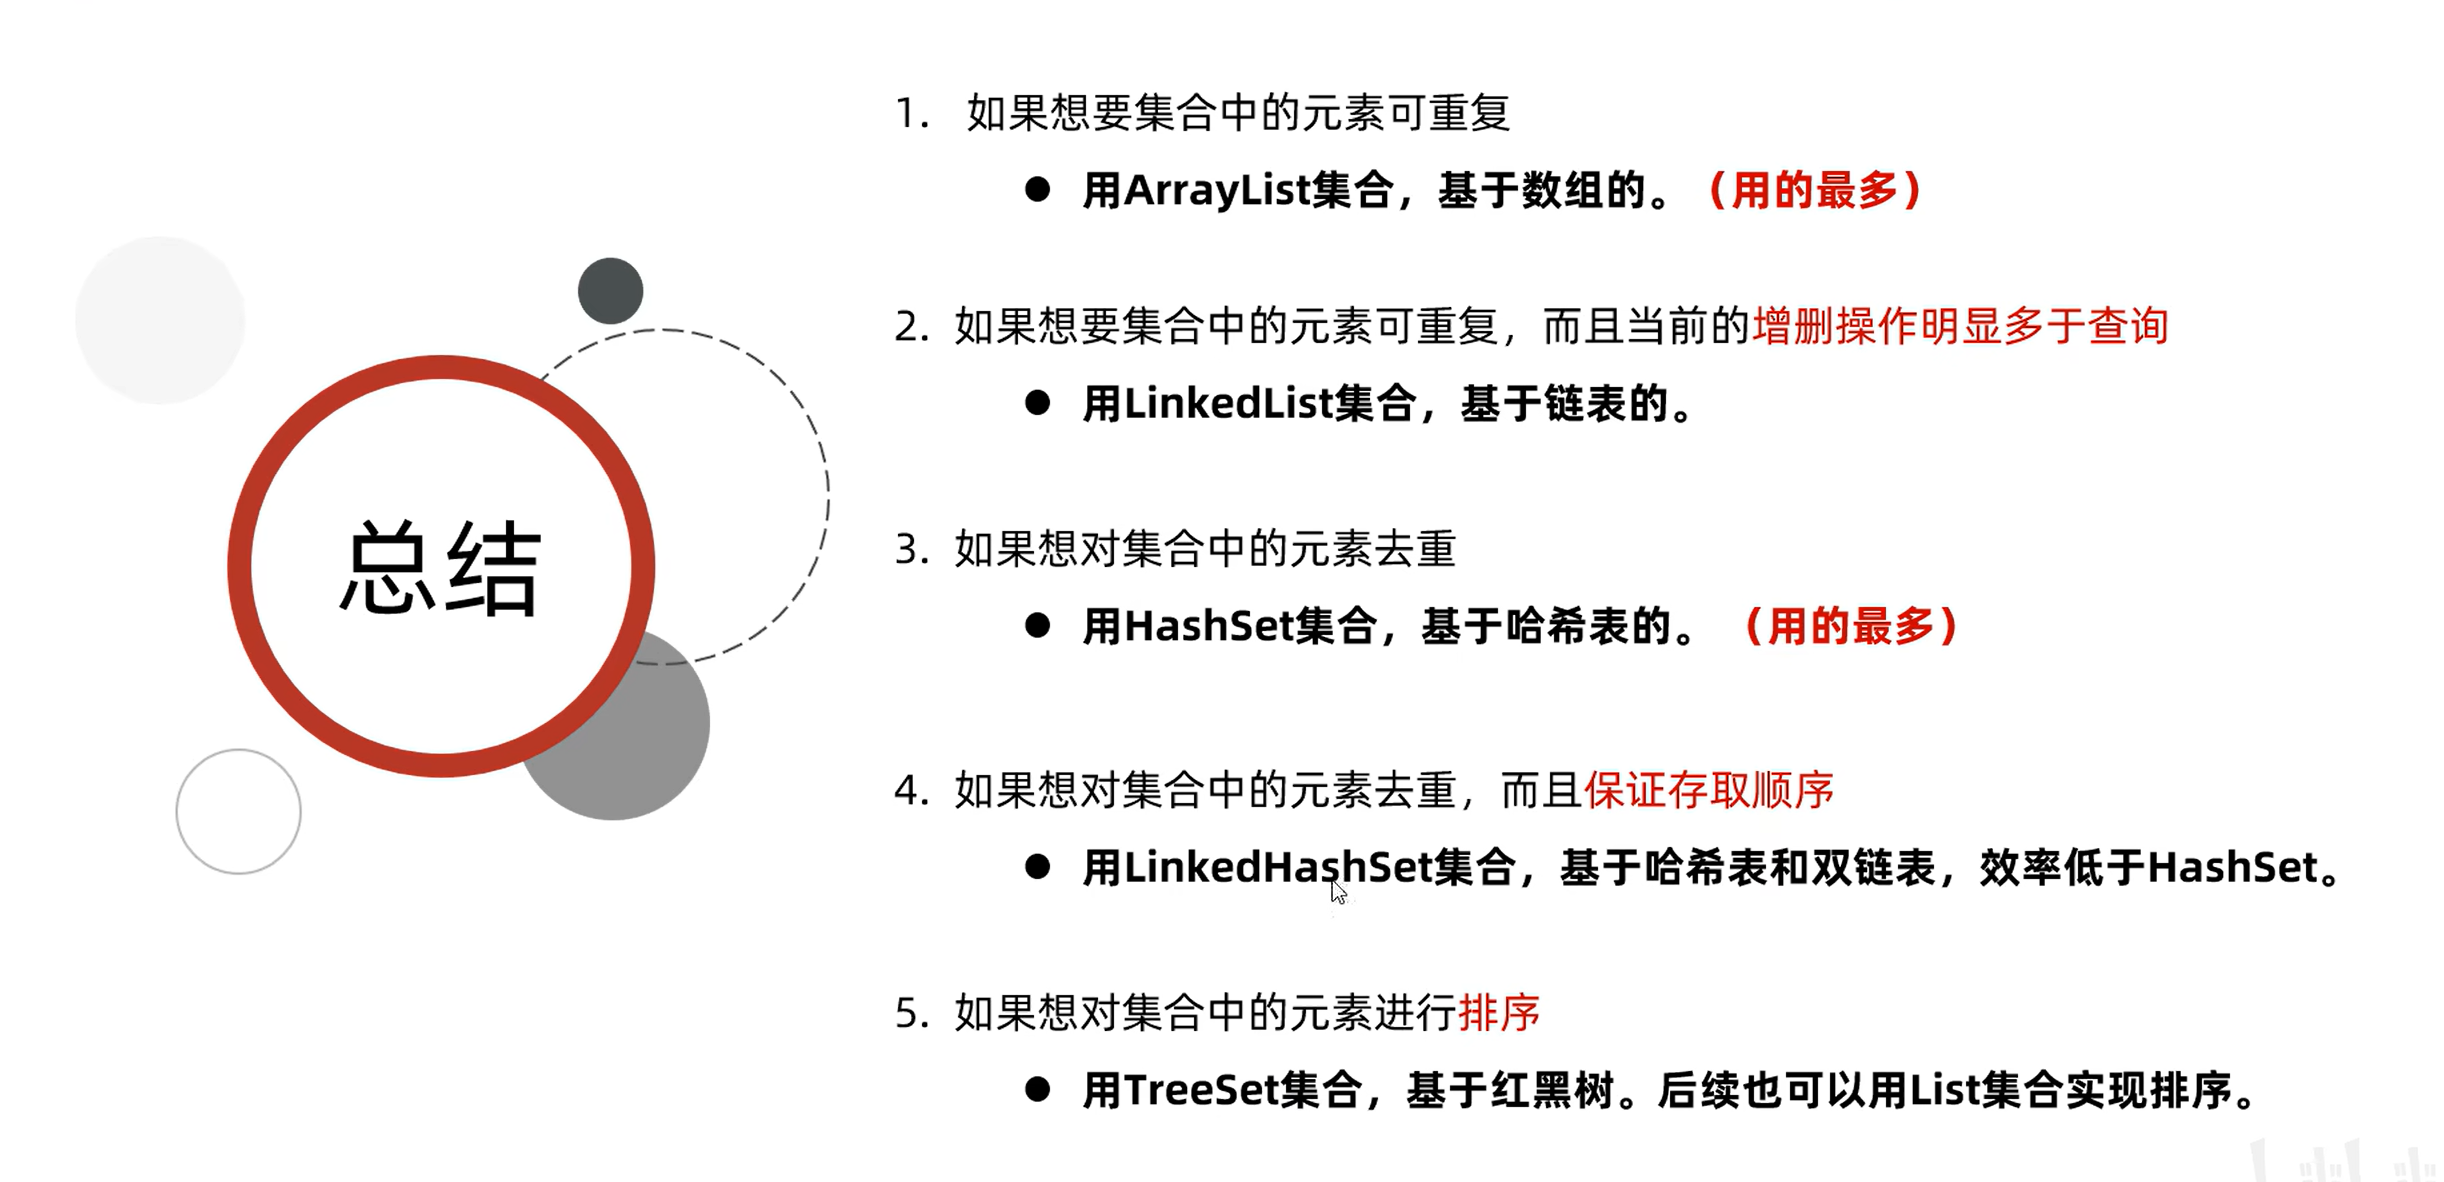 总结
1. 如果想要集合中的元素可重复
● 用ArrayList集合，基于数组的。（用的最多）
2. 如果想要集合中的元素可重复，而且当前的增删操作明显多于查询
● 用LinkedList集合，基于链表的。
3. 如果想对集合中的元素去重
● 用HashSet集合，基于哈希表的。（用的最多）
4. 如果想对集合中的元素去重，而且保证存取顺序
● 用LinkedHashSet集合，基于哈希表和双链表，效率低于HashSet。
5. 如果想对集合中的元素进行排序
● 用TreeSet集合，基于红黑树。后续也可以用List集合实现排序。